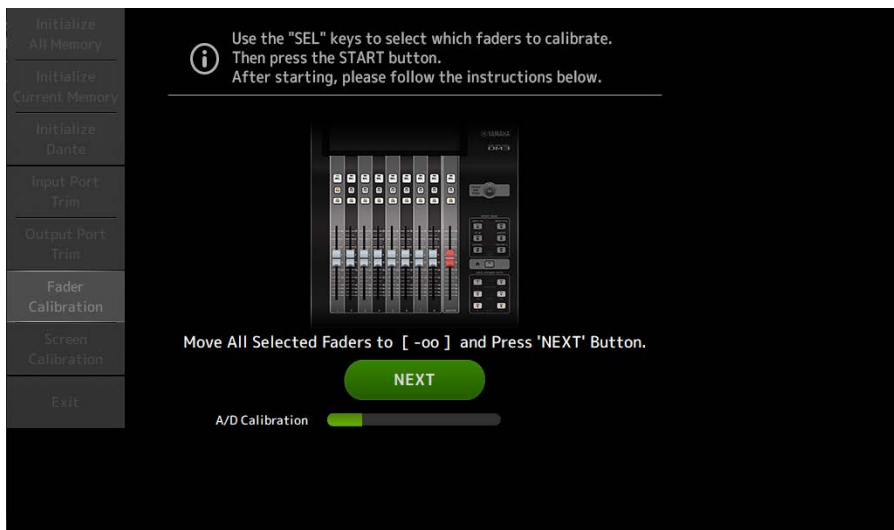 Initialize
All Memory
Initialize
Current Memory
Initialize
Dante
Input Port
Trim
Output Port
Trim
Fader
Calibration
Screen
Calibration
Exit
Use the "SEL" keys to select which faders to calibrate.
Then press the START button.
After starting, please follow the instructions below.
YAMAHA
DM3
Move All Selected Faders to [ -oo ] and Press 'NEXT' Button.
NEXT
A/D Calibration